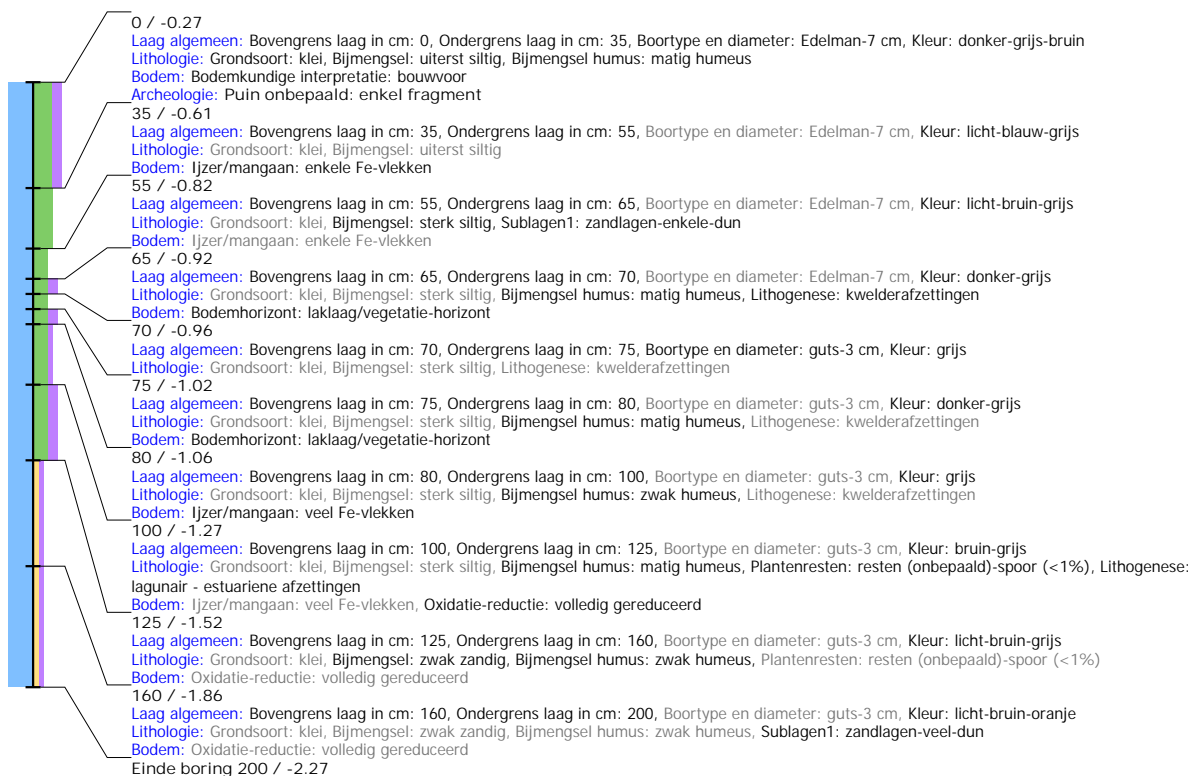 0 / -0.27
Laag algemeen: Bovengrens laag in cm: 0, Ondergrens laag in cm: 35, Boortype en diameter: Edelman-7 cm, Kleur: donker-grijs-bruin
Lithologie: Grondsoort: klei, Bijmengsel: uiterst siltig, Bijmengsel humus: matig humeus
Bodem: Bodemkundige interpretatie: bouwvoor
Archeologie: Puin onbepaald: enkel fragment
35 / -0.61
Laag algemeen: Bovengrens laag in cm: 35, Ondergrens laag in cm: 55, Boortype en diameter: Edelman-7 cm, Kleur: licht-blauw-grijs
Lithologie: Grondsoort: klei, Bijmengsel: uiterst siltig
Bodem: Ijzer/mangaan: enkele Fe-vlekken
55 / -0.82
Laag algemeen: Bovengrens laag in cm: 55, Ondergrens laag in cm: 65, Boortype en diameter: Edelman-7 cm, Kleur: licht-bruin-grijs
Lithologie: Grondsoort: klei, Bijmengsel: sterk siltig, Sublagen1: zandlagen-enkele-dun
Bodem: Ijzer/mangaan: enkele Fe-vlekken
65 / -0.92
Laag algemeen: Bovengrens laag in cm: 65, Ondergrens laag in cm: 70, Boortype en diameter: Edelman-7 cm, Kleur: donker-grijs
Lithologie: Grondsoort: klei, Bijmengsel: sterk siltig, Bijmengsel humus: matig humeus, Lithogenese: kwelderafzettingen
Bodem: Bodemhorizont: laklaag/vegetatie-horizont
70 / -0.96
Laag algemeen: Bovengrens laag in cm: 70, Ondergrens laag in cm: 75, Boortype en diameter: guts-3 cm, Kleur: grijs
Lithologie: Grondsoort: klei, Bijmengsel: sterk siltig, Lithogenese: kwelderafzettingen
75 / -1.02
Laag algemeen: Bovengrens laag in cm: 75, Ondergrens laag in cm: 80, Boortype en diameter: guts-3 cm, Kleur: donker-grijs
Lithologie: Grondsoort: klei, Bijmengsel: sterk siltig, Bijmengsel humus: matig humeus, Lithogenese: kwelderafzettingen
Bodem: Bodemhorizont: laklaag/vegetatie-horizont
80 / -1.06
Laag algemeen: Bovengrens laag in cm: 80, Ondergrens laag in cm: 100, Boortype en diameter: guts-3 cm, Kleur: grijs
Lithologie: Grondsoort: klei, Bijmengsel: sterk siltig, Bijmengsel humus: zwak humeus, Lithogenese: kwelderafzettingen
Bodem: Ijzer/mangaan: veel Fe-vlekken
100 / -1.27
Laag algemeen: Bovengrens laag in cm: 100, Ondergrens laag in cm: 125, Boortype en diameter: guts-3 cm, Kleur: bruin-grijs
Lithologie: Grondsoort: klei, Bijmengsel: sterk siltig, Bijmengsel humus: matig humeus, Plantenresten: resten (onbepaald)-spoor (<1%), Lithogenese:
lagunair - estuariene afzettingen
Bodem: Ijzer/mangaan: veel Fe-vlekken, Oxidatie-reductie: volledig gereduceerd
125 / -1.52
Laag algemeen: Bovengrens laag in cm: 125, Ondergrens laag in cm: 160, Boortype en diameter: guts-3 cm, Kleur: licht-bruin-grijs
Lithologie: Grondsoort: klei, Bijmengsel: zwak zandig, Bijmengsel humus: zwak humeus, Plantenresten: resten (onbepaald)-spoor (<1%)
Bodem: Oxidatie-reductie: volledig gereduceerd
160 / -1.86
Laag algemeen: Bovengrens laag in cm: 160, Ondergrens laag in cm: 200, Boortype en diameter: guts-3 cm, Kleur: licht-bruin-oranje
Lithologie: Grondsoort: klei, Bijmengsel: zwak zandig, Bijmengsel humus: zwak humeus, Sublagen1: zandlagen-veel-dun
Bodem: Oxidatie-reductie: volledig gereduceerd
Einde boring 200 / -2.27